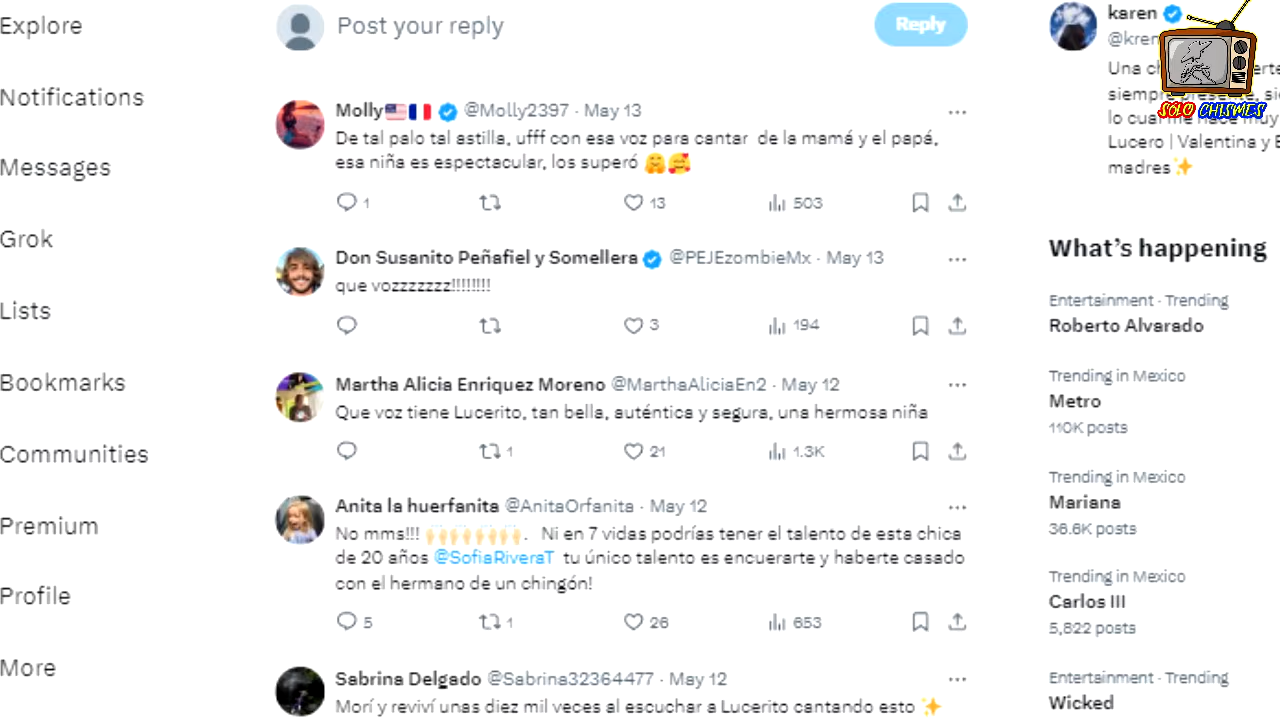 Explore
Notifications
Messages
Grok
Lists
Bookmarks
Communities
Premium
Profile
More
Post your reply
Reply
Molly @Molly2397 · May 13
De tal palo tal astilla, ufff con esa voz para cantar de la mamá y el papá,
esa niña es espectacular, los superó 🤗🥰
1 13 503
Don Susanito Peñafiel y Somellera @PEJEzombieMx · May 13
que vozzzzzzz!!!!!!!!
3 194
Martha Alicia Enriquez Moreno @MarthaAliciaEn2 · May 12
Que voz tiene Lucerito, tan bella, auténtica y segura, una hermosa niña
1 21 1.3K
Anita la huerfanita @AnitaOrfanita · May 12
No mms!!! 🙌🏻🙌🏻🙌🏻🙌🏻. Ni en 7 vidas podrías tener el talento de esta chica
de 20 años @SofiaRiveraT tu único talento es encuerarte y haberte casado
con el hermano de un chingón!
5 1 26 653
Sabrina Delgado @Sabrina32364477 · May 12
Morí y reviví unas diez mil veces al escuchar a Lucerito cantando esto ✨
karen
Una
siempre
lo
Lucero | Valentina y
madres ✨
SOLO CHISMES
What's happening
Entertainment · Trending
Roberto Alvarado
Trending in Mexico
Metro
110K posts
Trending in Mexico
Mariana
36.6K posts
Trending in Mexico
Carlos III
5,822 posts
Entertainment · Trending
Wicked